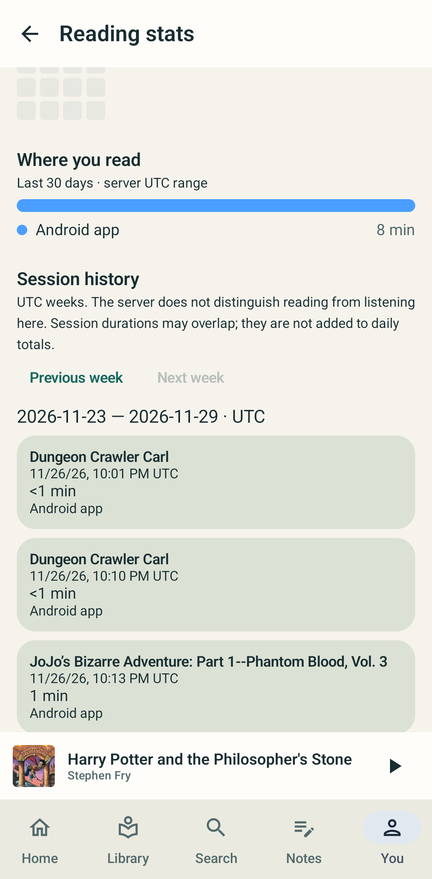 Reading stats
Where you read
Last 30 days · server UTC range
Android app
8 min
Session history
UTC weeks. The server does not distinguish reading from listening
here. Session durations may overlap; they are not added to daily
totals.
Previous week
Next week
2026-11-23 — 2026-11-29 · UTC
Dungeon Crawler Carl
11/26/26, 10:01 PM UTC
<1 min
Android app
Dungeon Crawler Carl
11/26/26, 10:10 PM UTC
<1 min
Android app
JoJo’s Bizarre Adventure: Part 1--Phantom Blood, Vol. 3
11/26/26, 10:13 PM UTC
1 min
Android app
Harry Potter and the Philosopher's Stone
Stephen Fry
Home
Library
Search
Notes
You